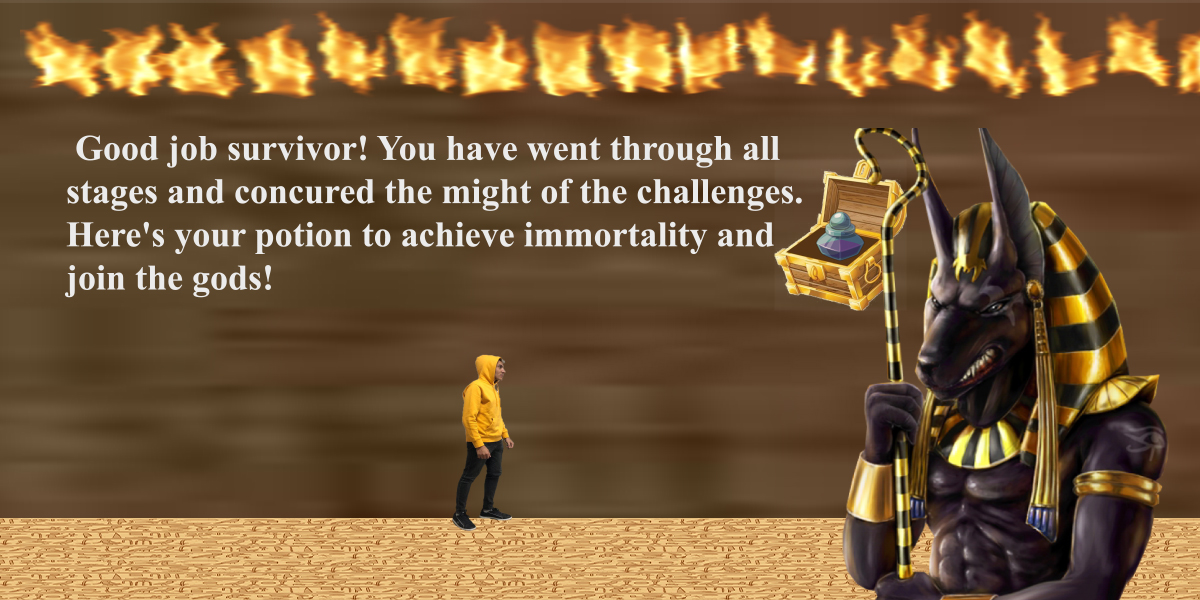 Good job survivor! You have went through all
stages and concured the might of the challenges.
Here's your potion to achieve immortality and
join the gods!